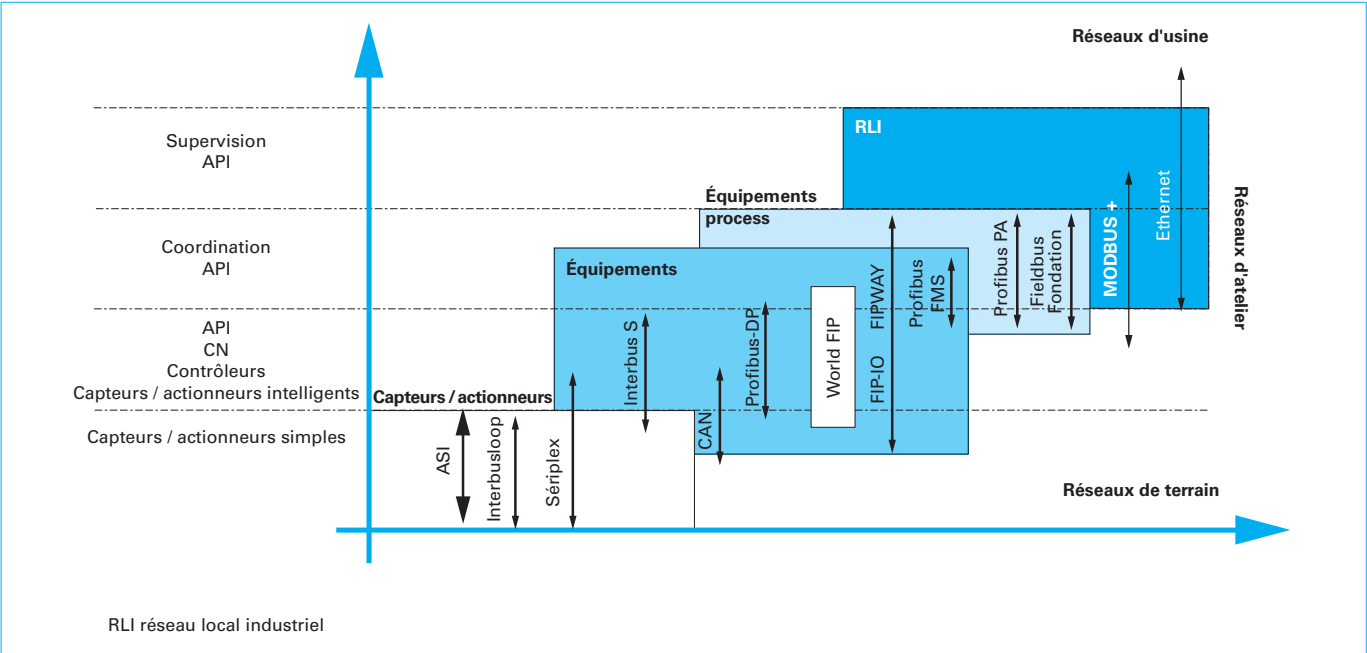 Réseaux d'usine
Supervision
API
RLI
Équipements
process
Coordination
API
Équipements
API
CN
Contrôleurs
Capteurs / actionneurs intelligents
Capteurs / actionneurs
Capteurs / actionneurs simples
ASI
Interbusloop
Sériplex
Interbus S
CAN
Profibus-DP
World FIP
FIP-IO FIPWAY
Profibus
FMS
Profibus PA
Fieldbus
Fondation
MODBUS +
Ethernet
Réseaux d'atelier
Réseaux de terrain
RLI réseau local industriel